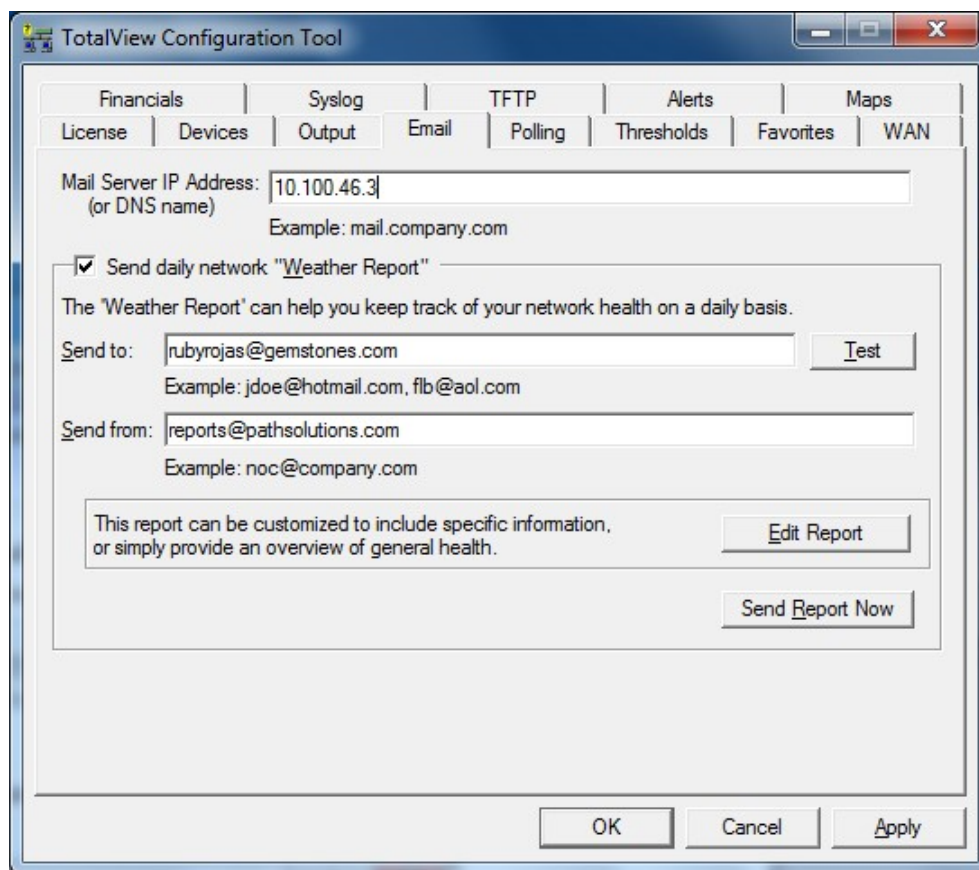 TotalView Configuration Tool
Financials Syslog TFTP Alerts Maps
License Devices Output Email Polling Thresholds Favorites WAN
Mail Server IP Address: 10.100.46.3
(or DNS name)
Example: mail.company.com
Send daily network "Weather Report"
The 'Weather Report' can help you keep track of your network health on a daily basis.
Send to: rubyrojas@gemstones.com Test
Example: jdoe@hotmail.com, flb@aol.com
Send from: reports@pathsolutions.com
Example: noc@company.com
This report can be customized to include specific information,
or simply provide an overview of general health.
Edit Report
Send Report Now
OK Cancel Apply